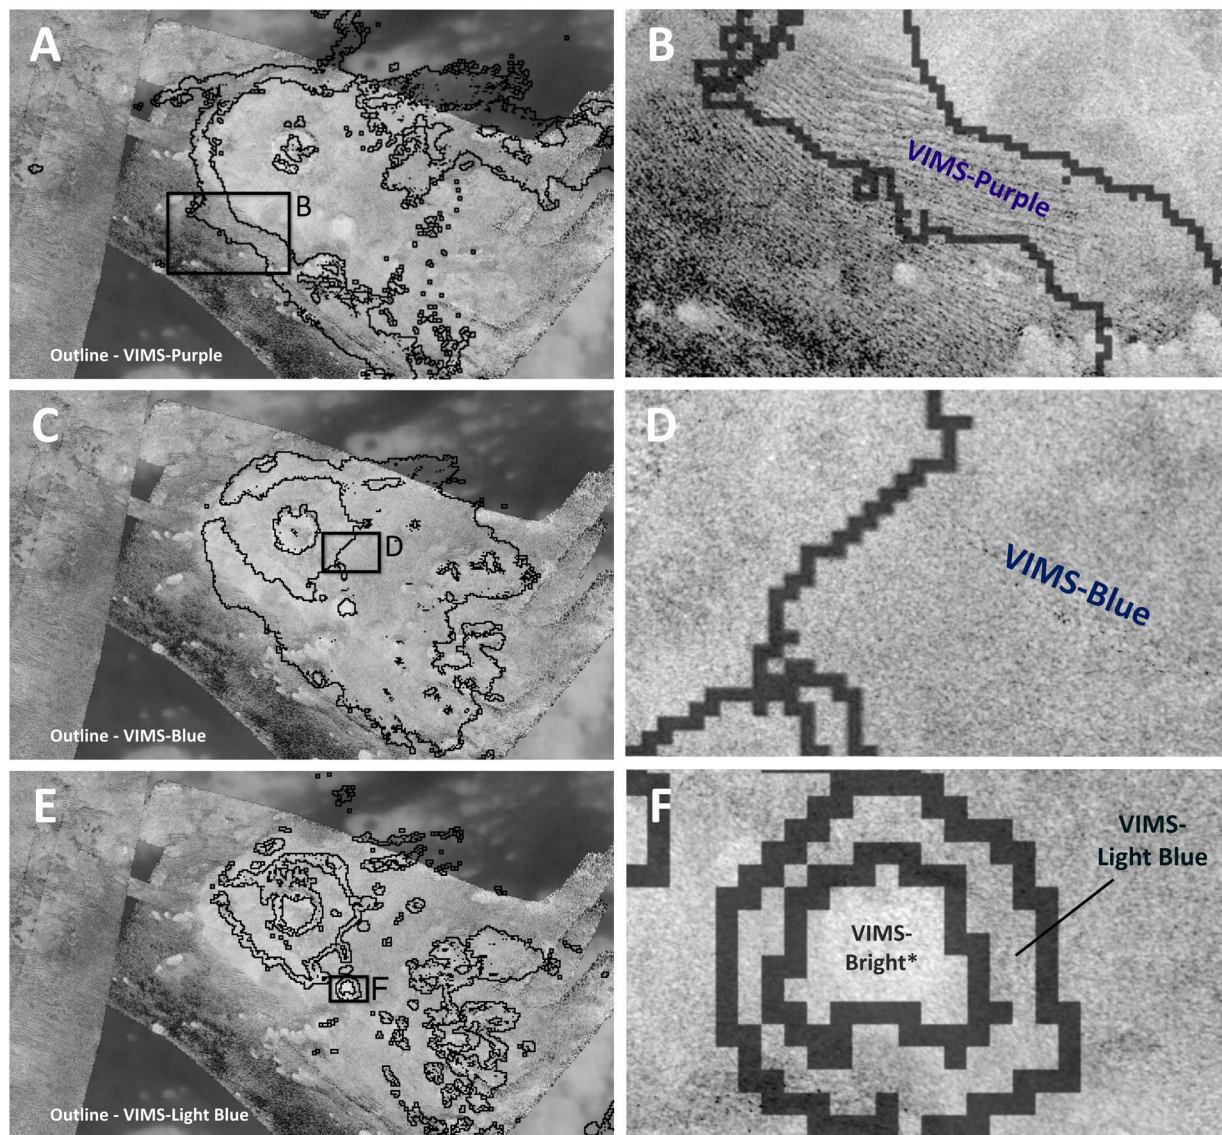 A
B
Outline - VIMS-Purple
B
VIMS-Purple
C
D
Outline - VIMS-Blue
D
VIMS-Blue
E
F
Outline - VIMS-Light Blue
F
VIMS-
Light Blue
VIMS-
Bright*